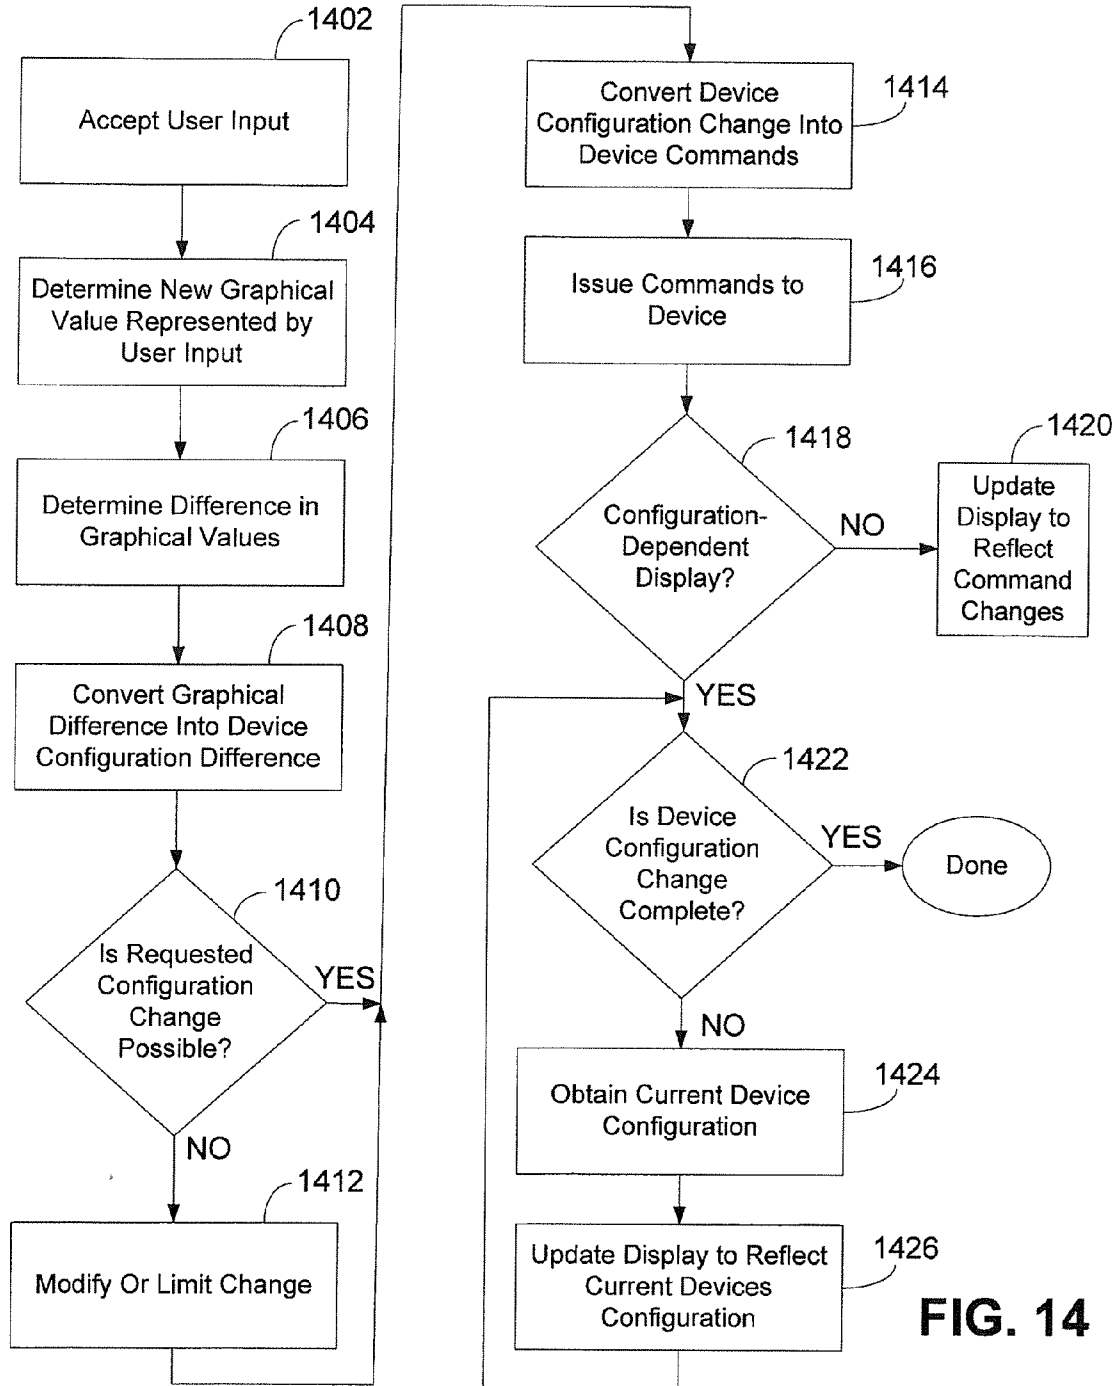 1402
Accept User Input
1404
Determine New Graphical
Value Represented by
User Input
1406
Determine Difference in
Graphical Values
1408
Convert Graphical
Difference Into Device
Configuration Difference
1410
Is Requested
Configuration
Change
Possible?
YES
NO
1412
Modify Or Limit Change
1414
Convert Device
Configuration Change Into
Device Commands
1416
Issue Commands to
Device
1418
Configuration-
Dependent
Display?
NO
1420
Update
Display to
Reflect
Command
Changes
YES
1422
Is Device
Configuration
Change
Complete?
YES
Done
NO
1424
Obtain Current Device
Configuration
1426
Update Display to Reflect
Current Devices
Configuration
FIG. 14